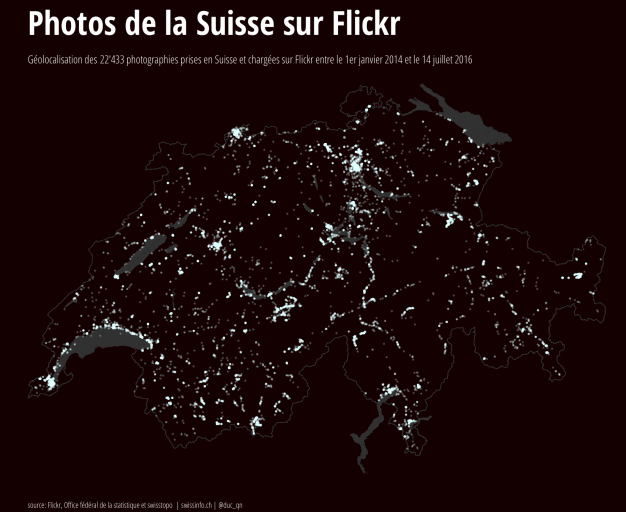 Photos de la Suisse sur Flickr
Géolocalisation des 22'433 photographies prises en Suisse et chargées sur Flickr entre le 1er janvier 2014 et le 14 juillet 2016
source: Flickr, Office fédéral de la statistique et swisstopo | swissinfo.ch | @duc_qn